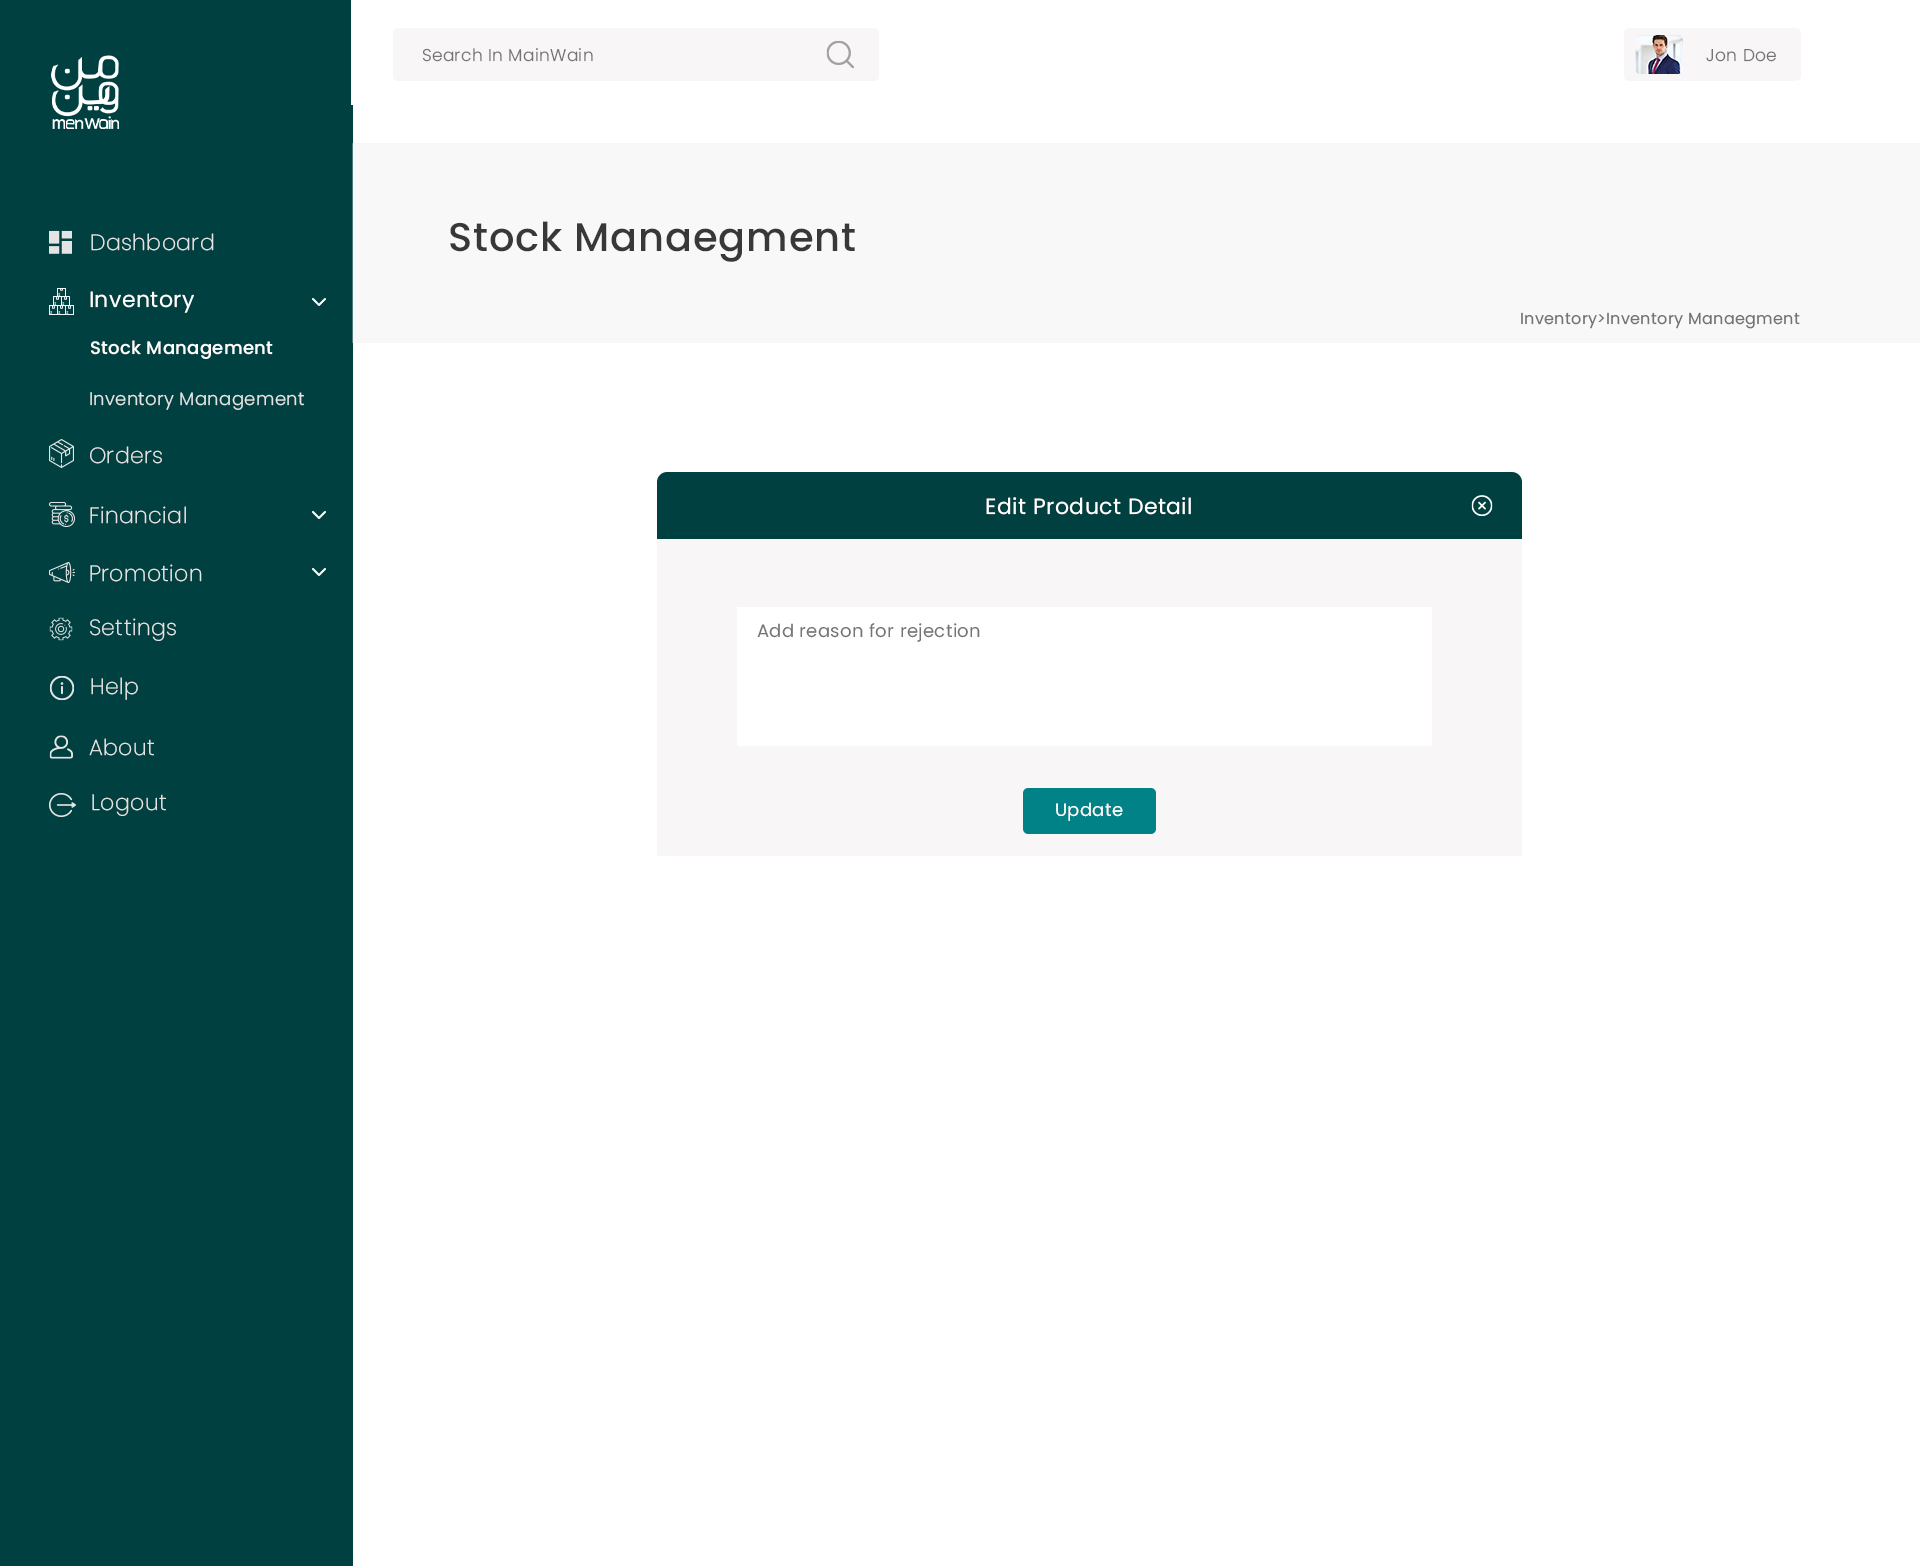 من
وين
menWain
Search In MainWain
Jon Doe
Dashboard
Inventory
Stock Management
Inventory Management
Orders
Financial
Promotion
Settings
Help
About
Logout
Stock Manaegment
Inventory>Inventory Manaegment
Edit Product Detail
Add reason for rejection
Update